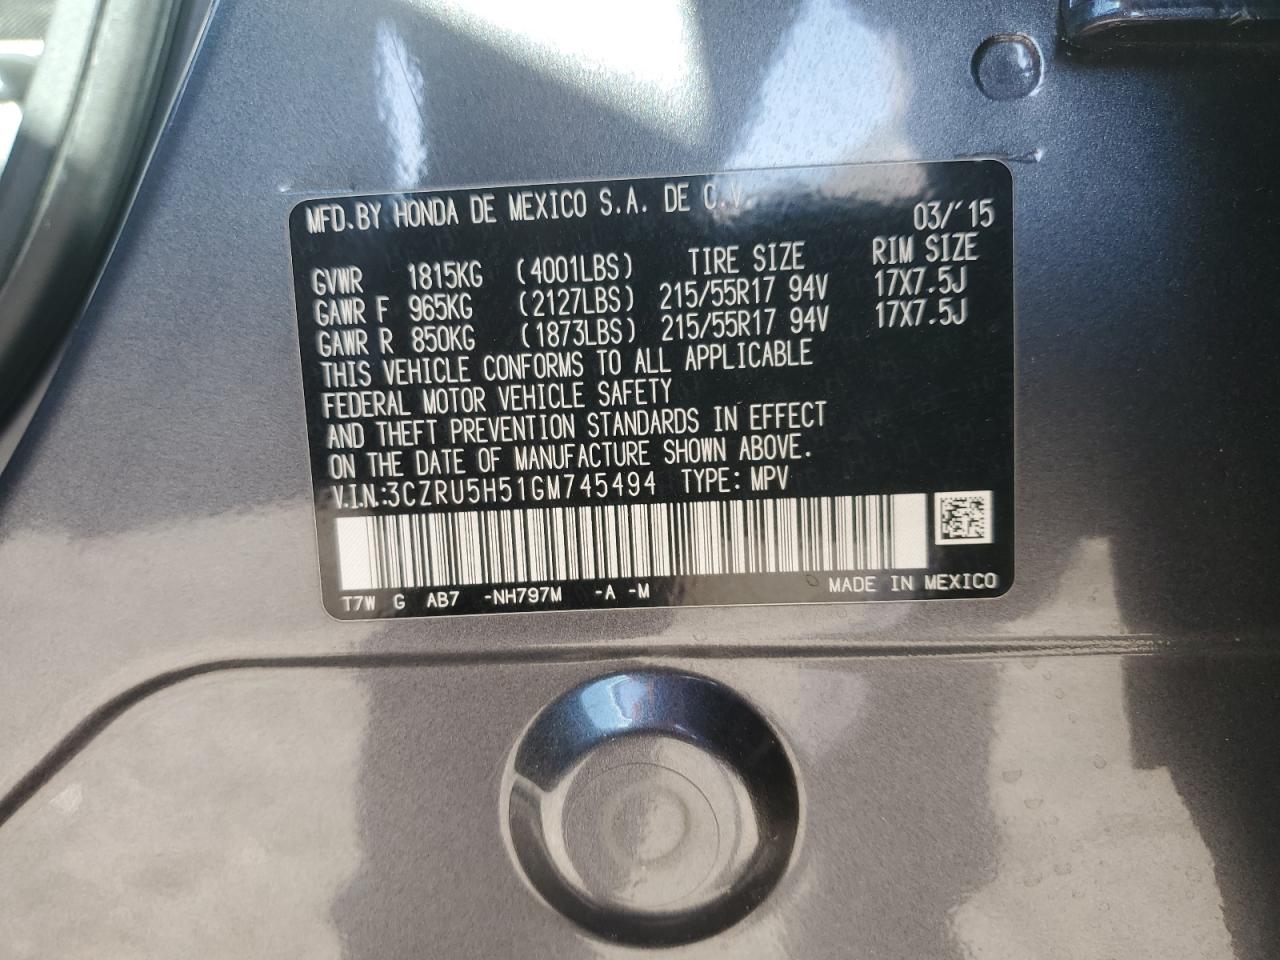 MFD.BY HONDA DE MEXICO S.A. DE C.V. 03/'15
TIRE SIZE RIM SIZE
GVWR 1815KG (4001LBS)
GAWR F 965KG (2127LBS) 215/55R17 94V 17X7.5J
GAWR R 850KG (1873LBS) 215/55R17 94V 17X7.5J
THIS VEHICLE CONFORMS TO ALL APPLICABLE
FEDERAL MOTOR VEHICLE SAFETY
AND THEFT PREVENTION STANDARDS IN EFFECT
ON THE DATE OF MANUFACTURE SHOWN ABOVE.
V.I.N.:3CZRU5H51GM745494 TYPE: MPV
T7W G AB7 -NH797M -A -M MADE IN MEXICO